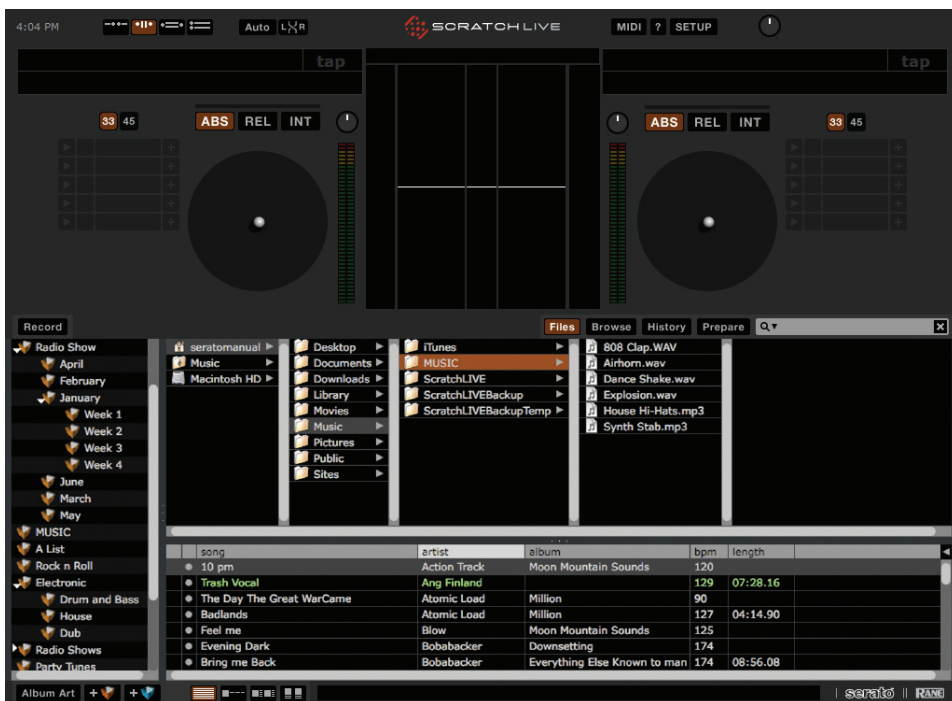 4:04 PM Auto L R SCRATCH LIVE MIDI ? SETUP
tap tap
33 45 ABS REL INT ABS REL INT 33 45
Record Files Browse History Prepare
Radio Show
April
February
January
Week 1
Week 2
Week 3
Week 4
June
March
May
MUSIC
A List
Rock n Roll
Electronic
Drum and Bass
House
Dub
Radio Shows
Party Tunes
seratomanual
Music
Macintosh HD
Desktop
Documents
Downloads
Library
Movies
Music
Pictures
Public
Sites
iTunes
MUSIC
ScratchLIVE
ScratchLIVEBackup
ScratchLIVEBackupTemp
808 Clap.WAV
Airhorn.wav
Dance Shake.wav
Explosion.wav
House Hi-Hats.mp3
Synth Stab.mp3
song artist album bpm length
10 pm Action Track Moon Mountain Sounds 120
Trash Vocal Ang Finland 129 07:28.16
The Day The Great WarCame Atomic Load Million 90
Badlands Atomic Load Million 127 04:14.90
Feel me Blow Moon Mountain Sounds 125
Evening Dark Bobabacker Downsetting 174
Bring me Back Bobabacker Everything Else Known to man 174 08:56.08
Album Art serato RANE